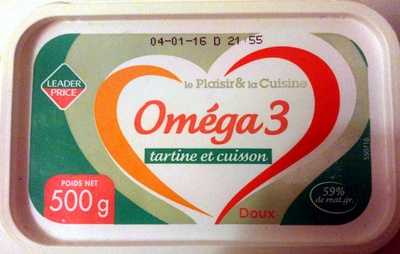 04-01-16 D 21:55
LEADER
PRICE
le Plaisir & la Cuisine
Oméga 3
tartine et cuisson
POIDS NET
500 g
Doux
59%
de mat.gr.
550716